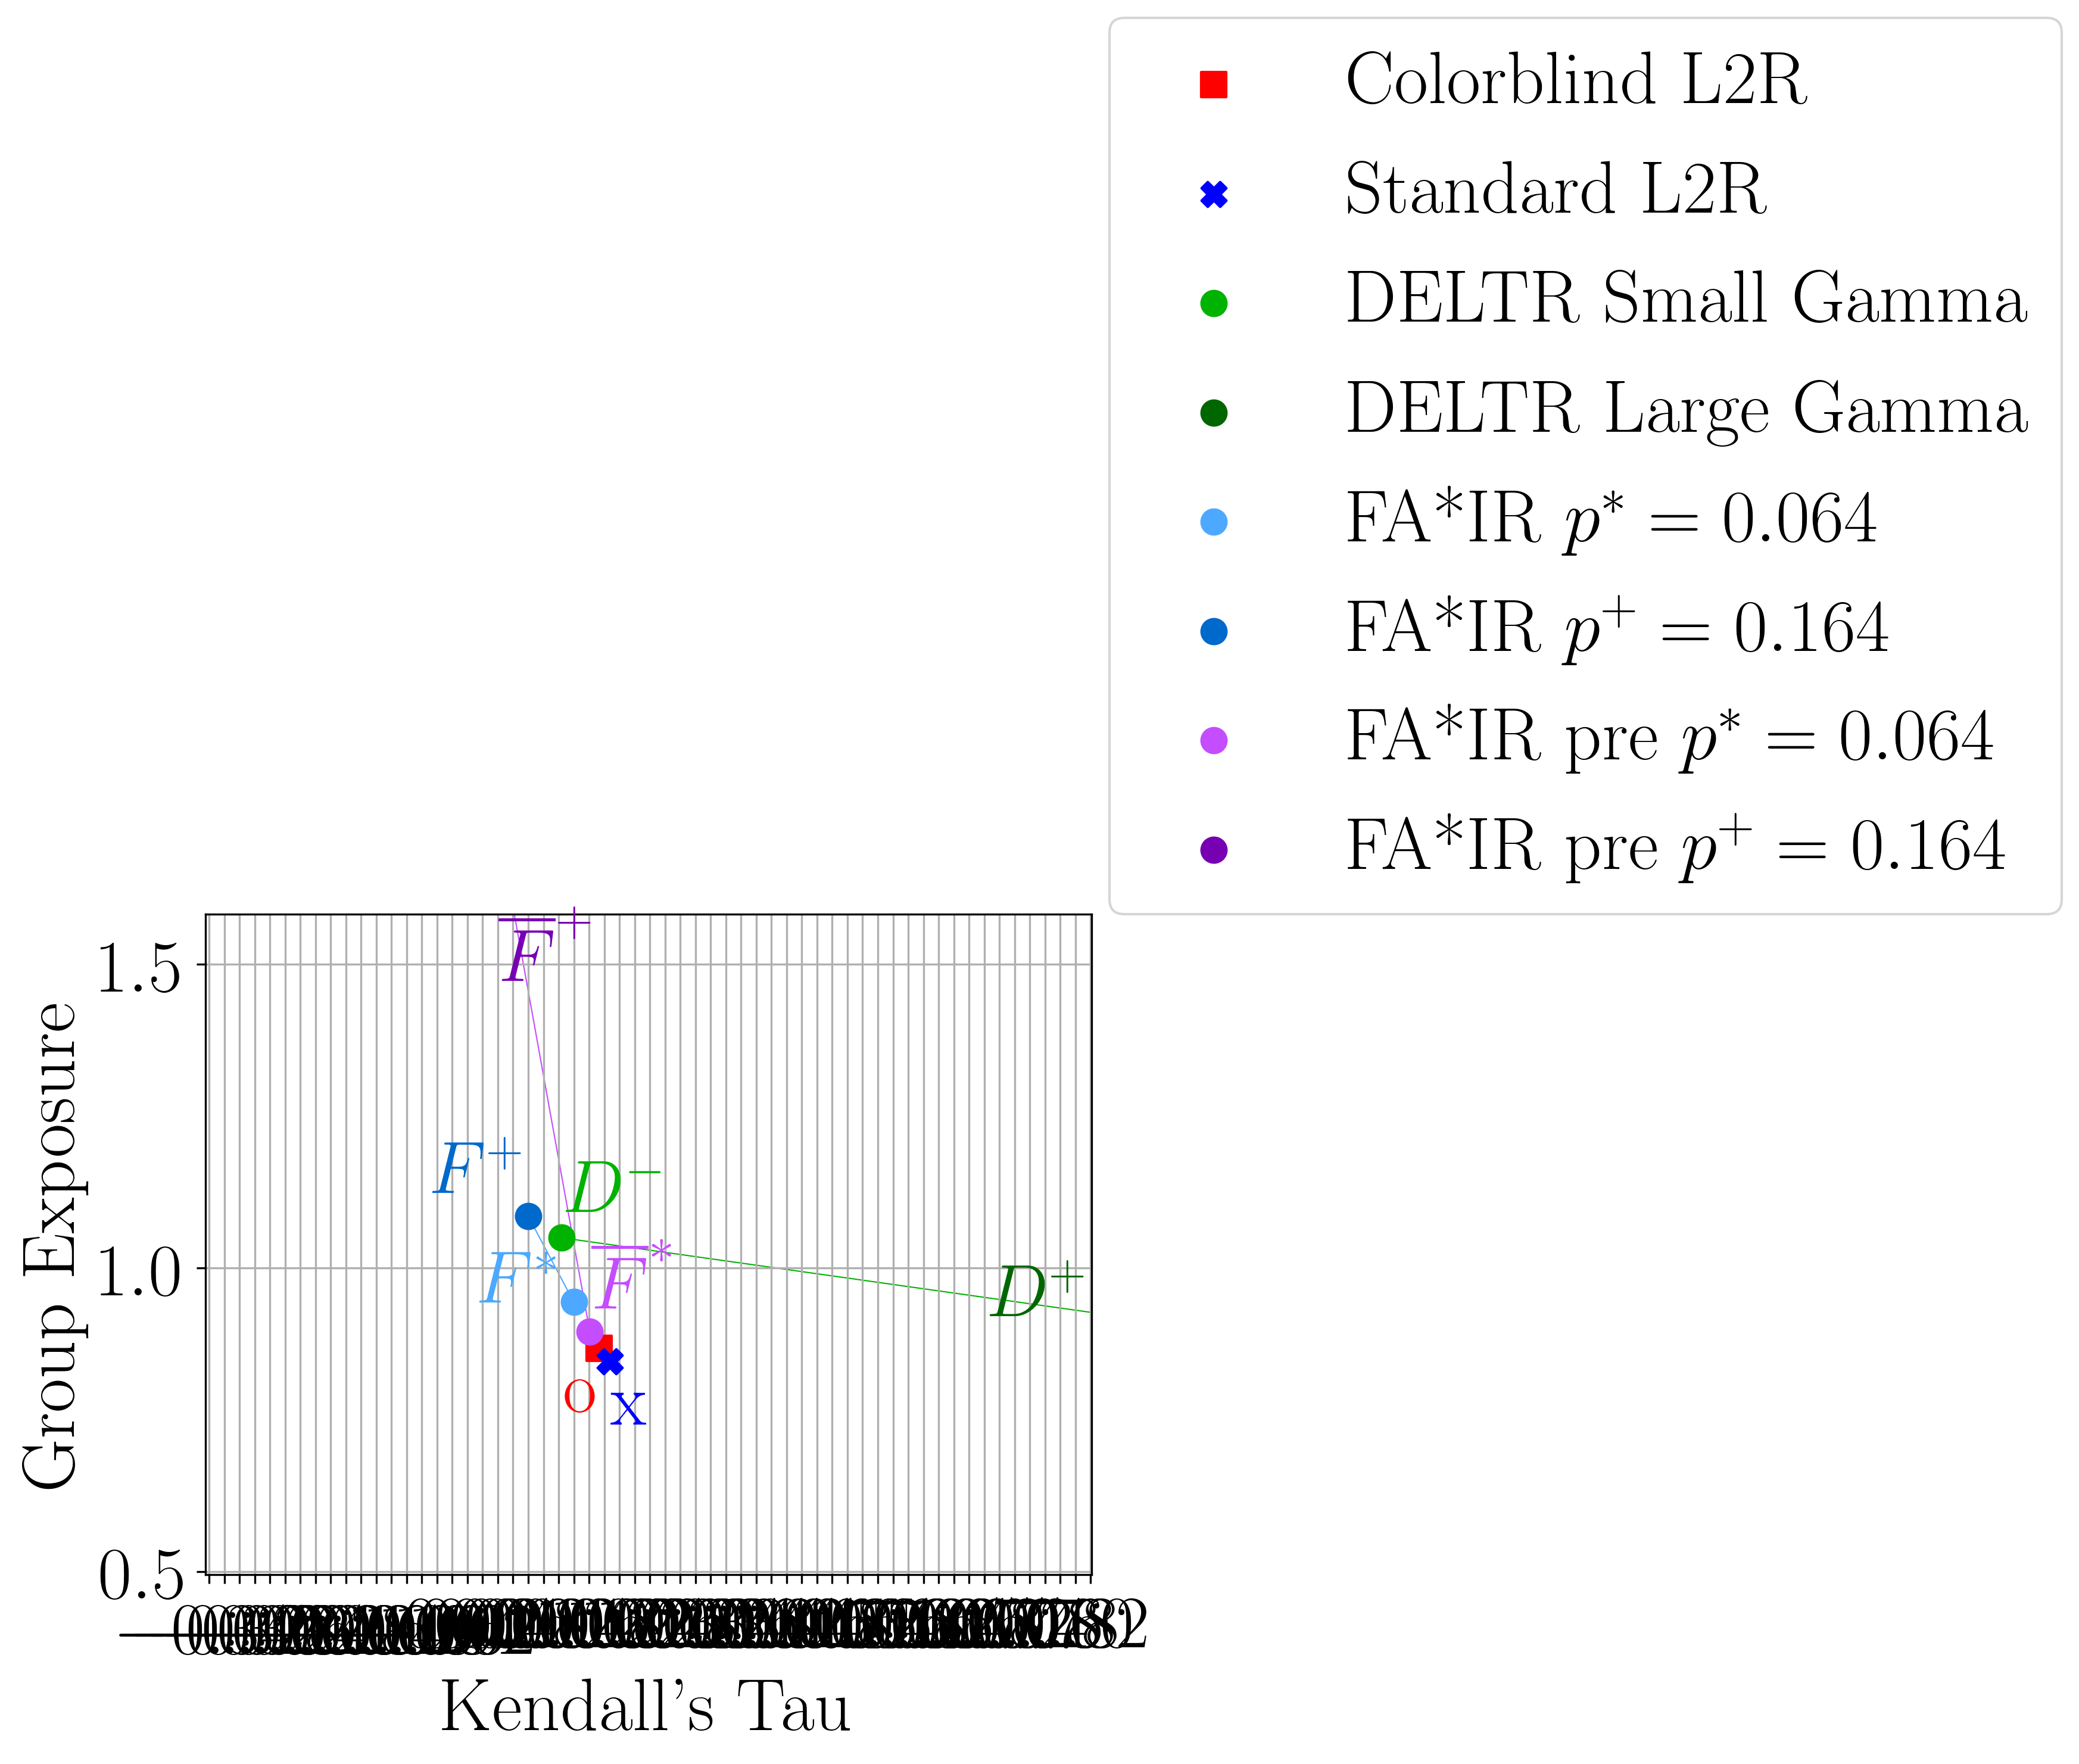 Colorblind L2R
Standard L2R
DELTR Small Gamma
DELTR Large Gamma
FA*IR p* = 0.064
FA*IR p⁺ = 0.164
FA*IR pre p* = 0.064
FA*IR pre p⁺ = 0.164
F̅⁺
1.5
F⁺
D⁻
F*
F̅*
1.0
D⁺
O
X
0.5
Group Exposure
Kendall's Tau